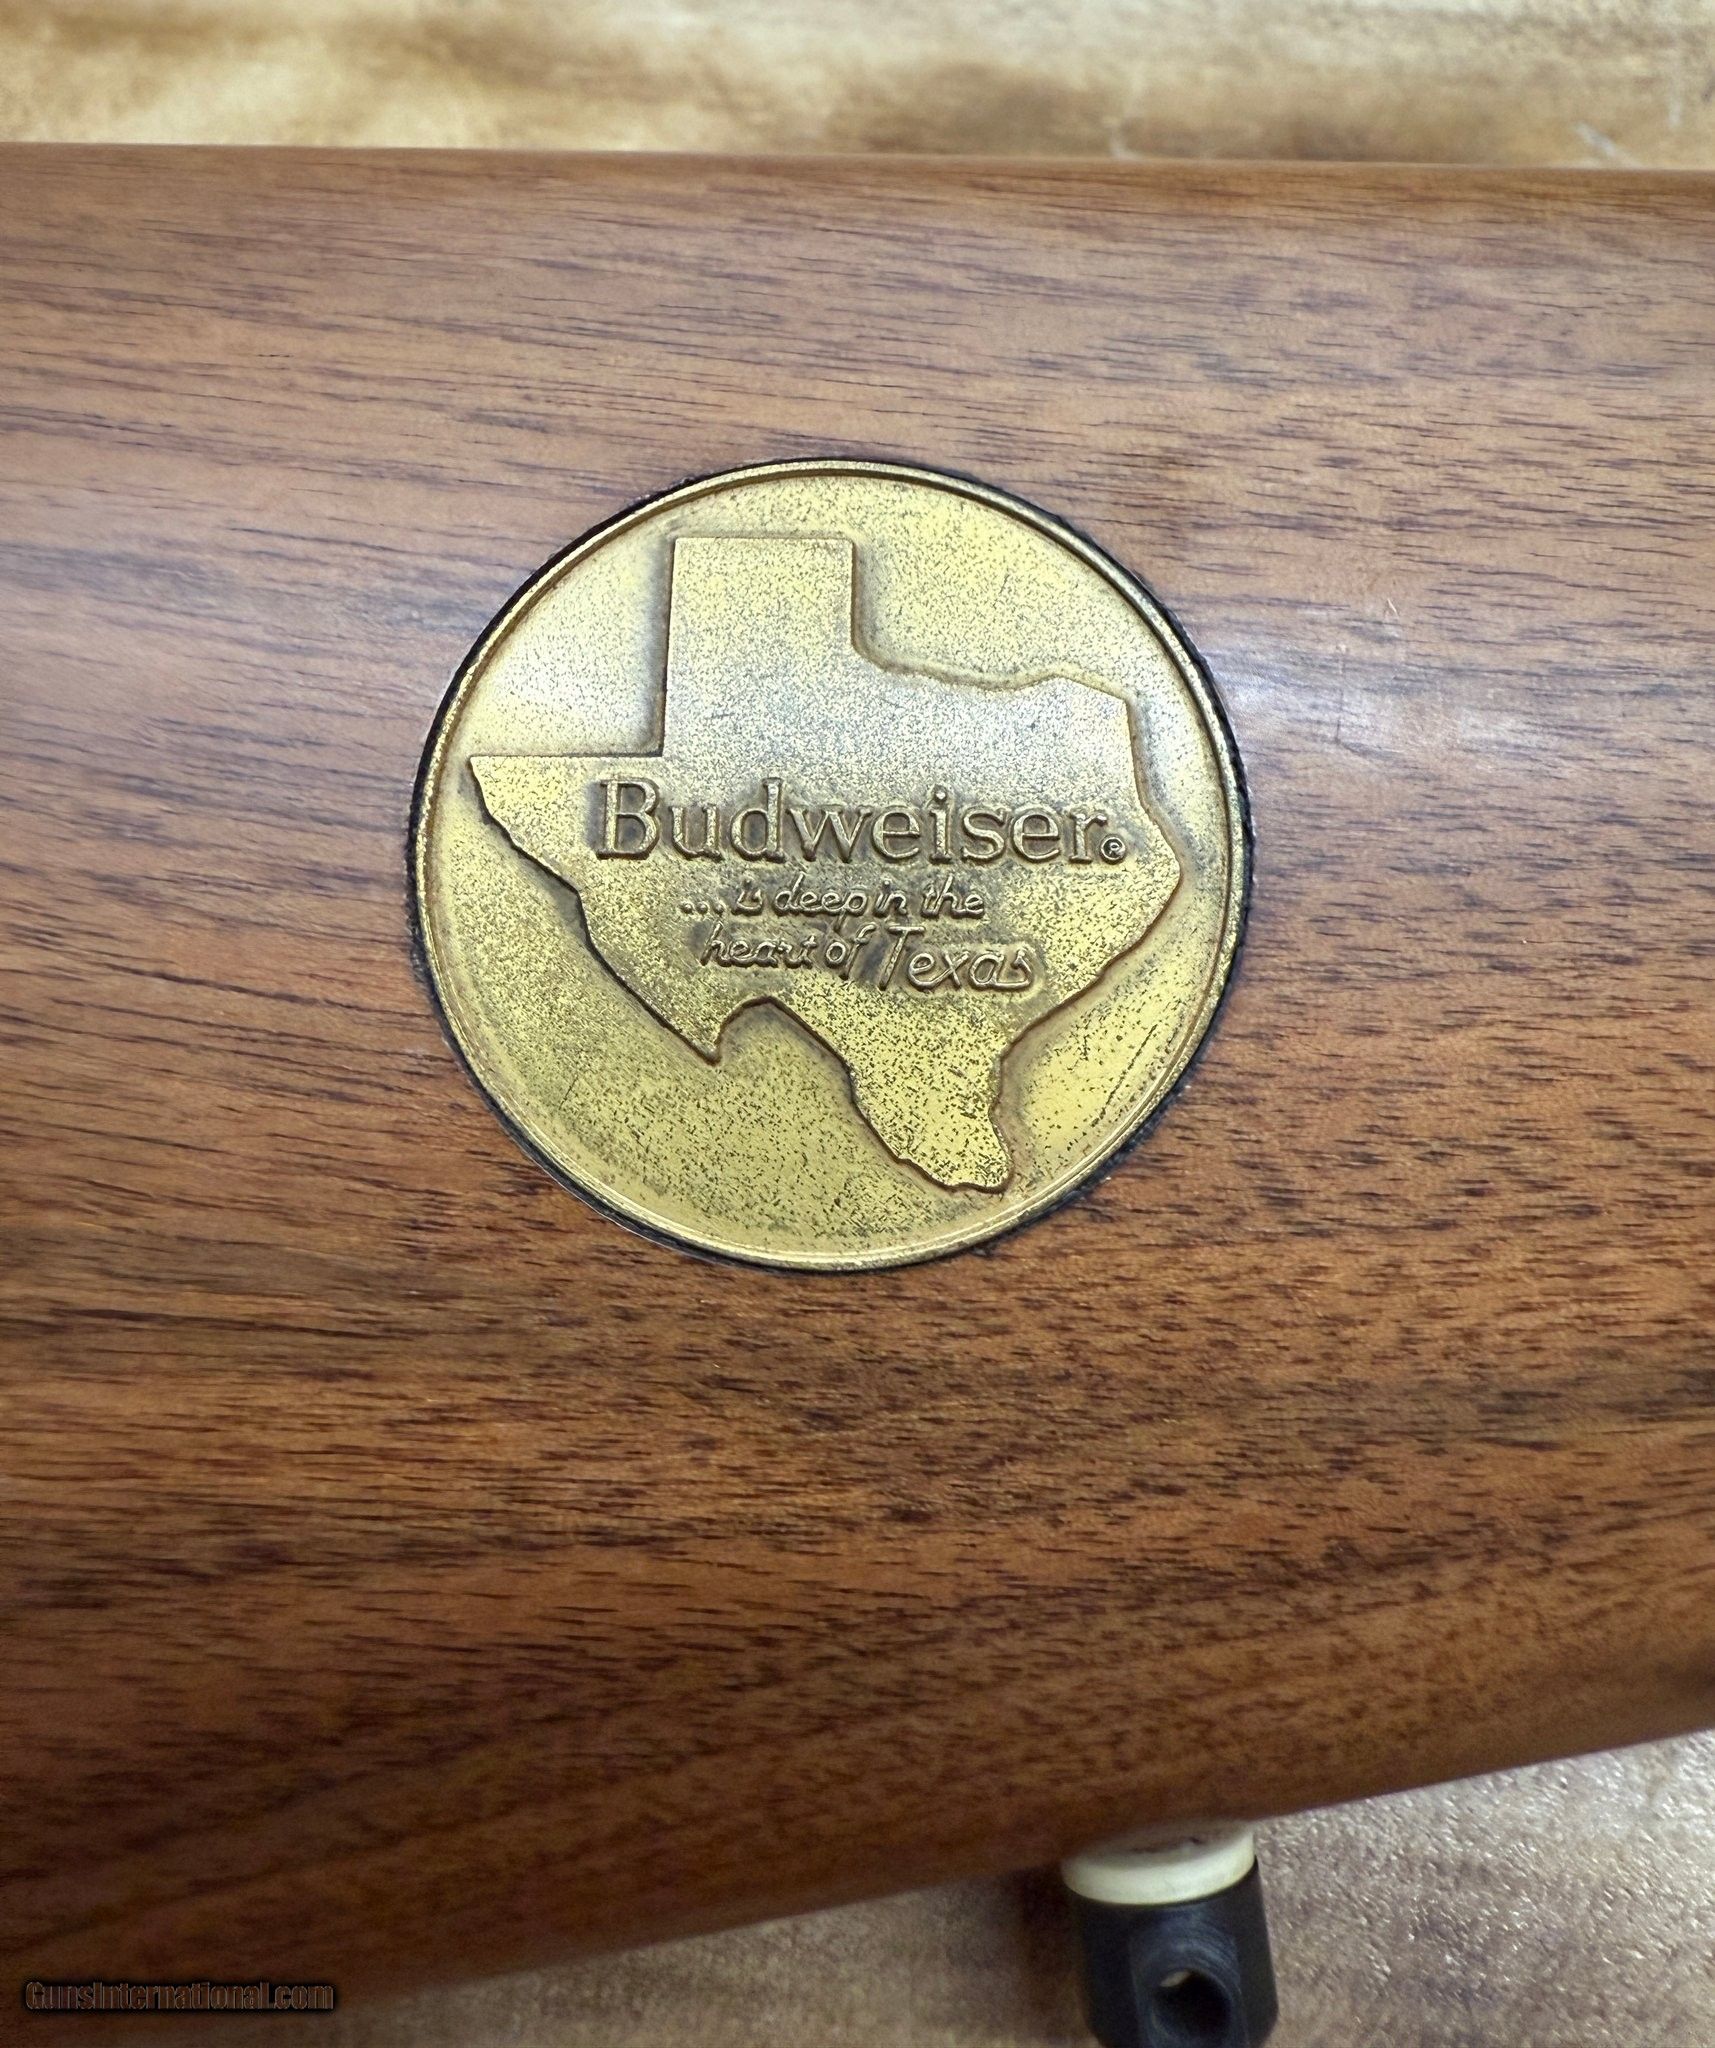 Budweiser®
...is deep in the
heart of Texas
GunsInternational.com